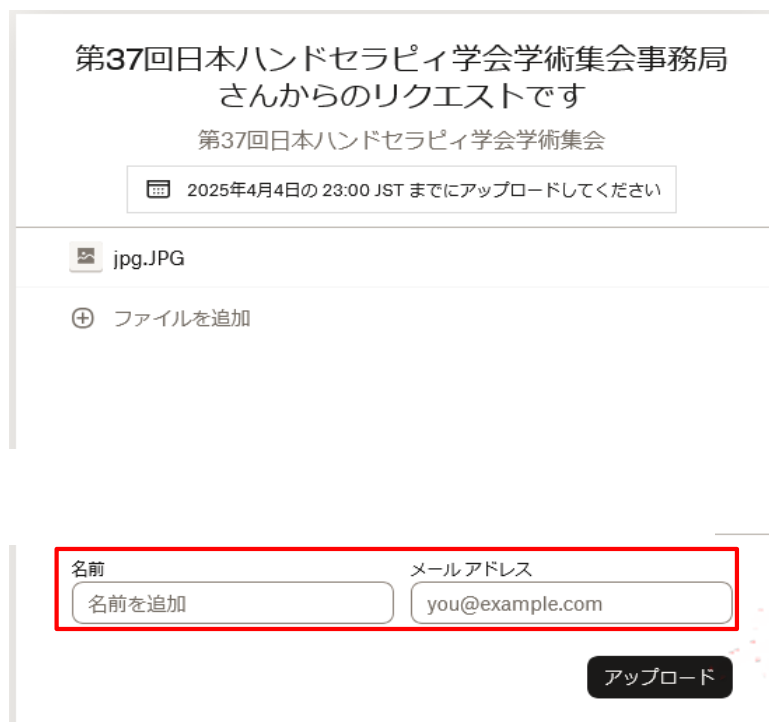 第37回日本ハンドセラピィ学会学術集会事務局
さんからのリクエストです
第37回日本ハンドセラピィ学会学術集会
2025年4月4日の 23:00 JST までにアップロードしてください
jpg.JPG
ファイルを追加
名前
メール アドレス
名前を追加
you@example.com
アップロード